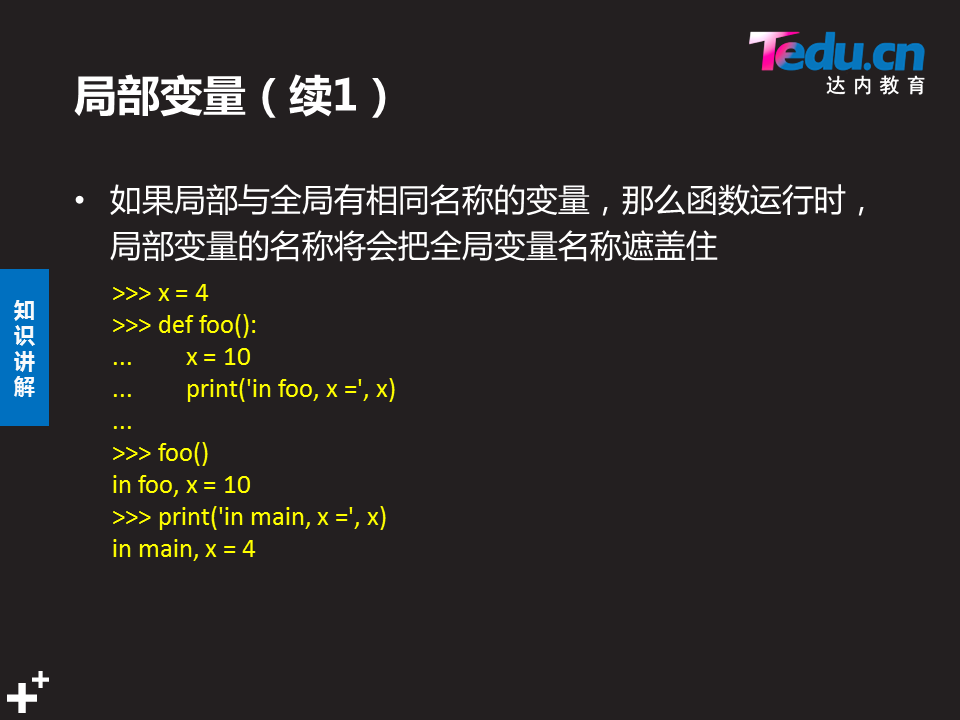 Tedu.cn
达内教育
局部变量（续1）
• 如果局部与全局有相同名称的变量，那么函数运行时，
局部变量的名称将会把全局变量名称遮盖住
知识讲解
>>> x = 4
>>> def foo():
...        x = 10
...        print('in foo, x =', x)
...
>>> foo()
in foo, x = 10
>>> print('in main, x =', x)
in main, x = 4